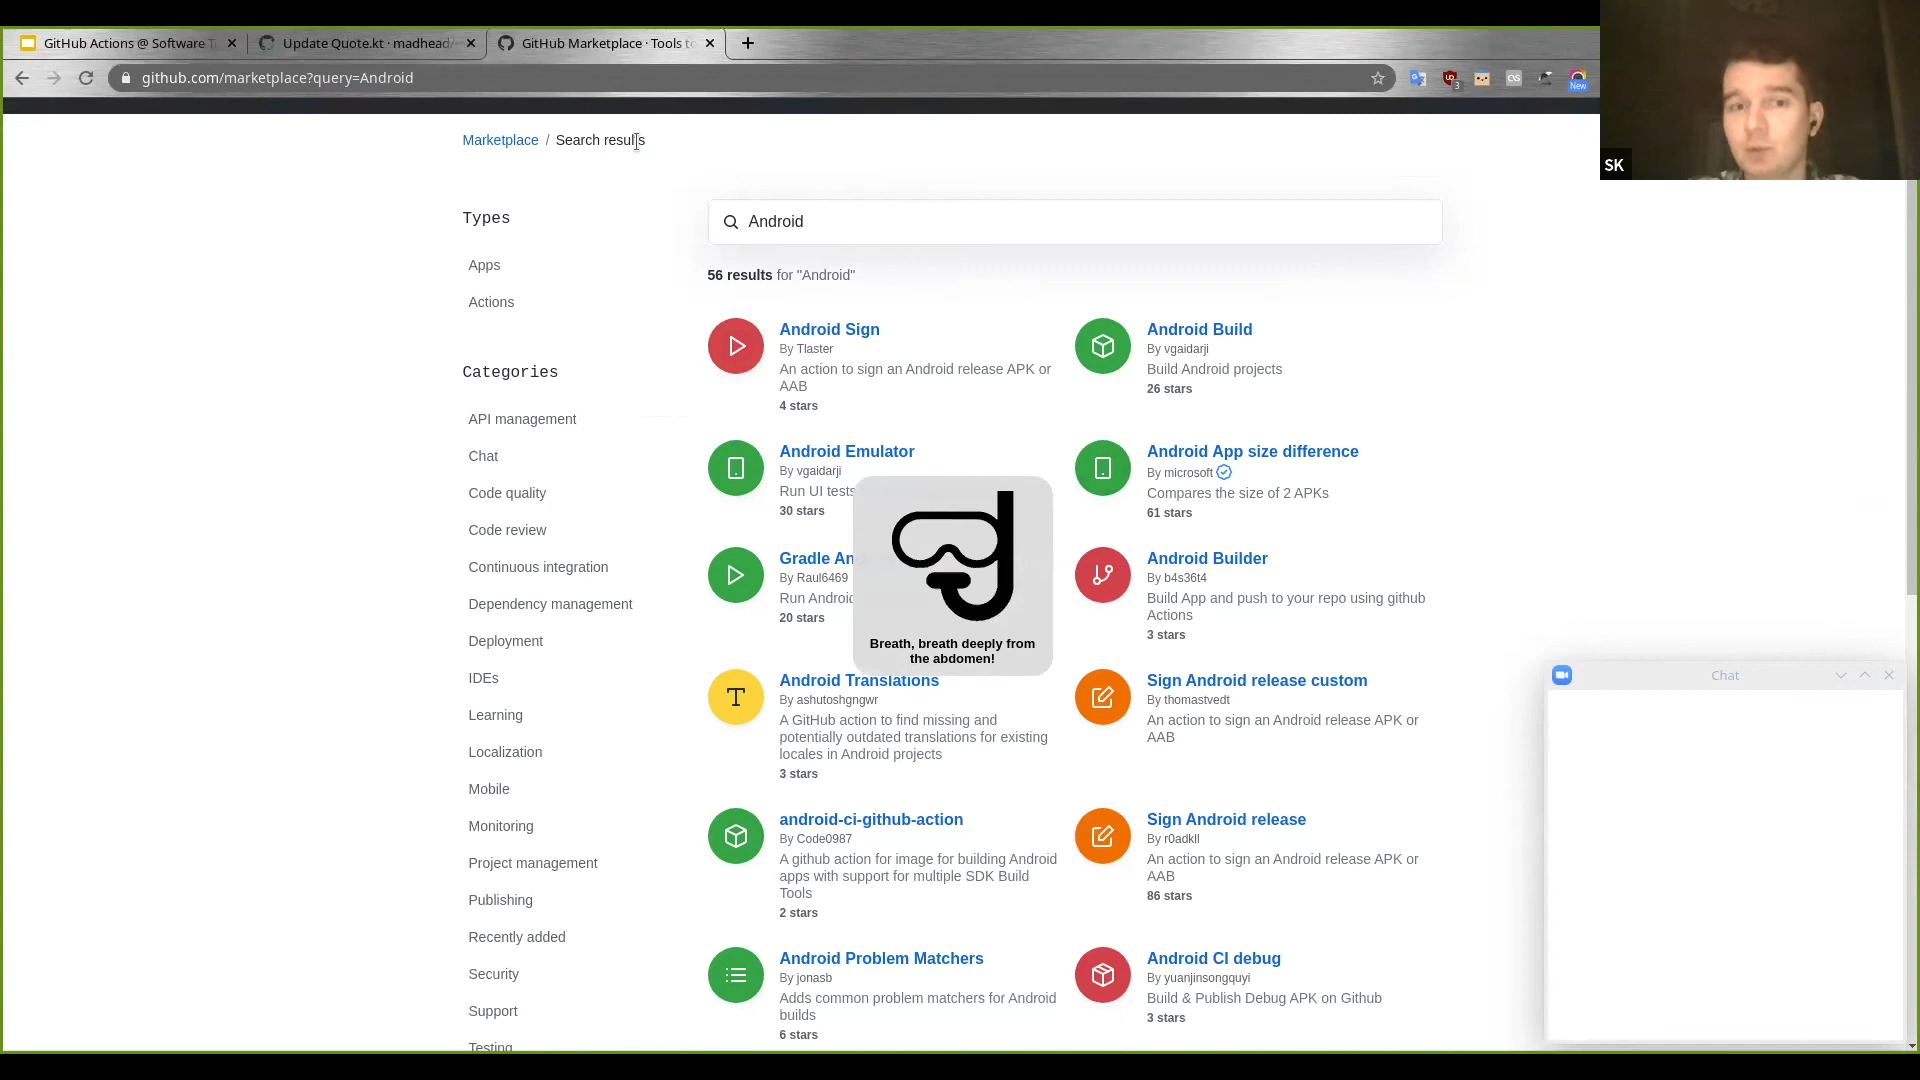 GitHub Actions @ Software T
Update Quote.kt · madhead/
GitHub Marketplace · Tools to
github.com/marketplace?query=Android
3
New
SK
Marketplace / Search results
Types
Apps
Actions
Categories
API management
Chat
Code quality
Code review
Continuous integration
Dependency management
Deployment
IDEs
Learning
Localization
Mobile
Monitoring
Project management
Publishing
Recently added
Security
Support
Testing
Android
56 results for "Android"
Android Sign
By Tlaster
An action to sign an Android release APK or
AAB
4 stars
Android Build
By vgaidarji
Build Android projects
26 stars
Android Emulator
By vgaidarji
Run UI tests
30 stars
Android App size difference
By microsoft
Compares the size of 2 APKs
61 stars
Gradle An
By Raul6469
Run Android
20 stars
Android Builder
By b4s36t4
Build App and push to your repo using github
Actions
3 stars
Breath, breath deeply from
the abdomen!
Android Translations
By ashutoshgngwr
A GitHub action to find missing and
potentially outdated translations for existing
locales in Android projects
3 stars
Sign Android release custom
By thomastvedt
An action to sign an Android release APK or
AAB
android-ci-github-action
By Code0987
A github action for image for building Android
apps with support for multiple SDK Build
Tools
2 stars
Sign Android release
By r0adkll
An action to sign an Android release APK or
AAB
86 stars
Android Problem Matchers
By jonasb
Adds common problem matchers for Android
builds
6 stars
Android CI debug
By yuanjinsongquyi
Build & Publish Debug APK on Github
3 stars
Chat